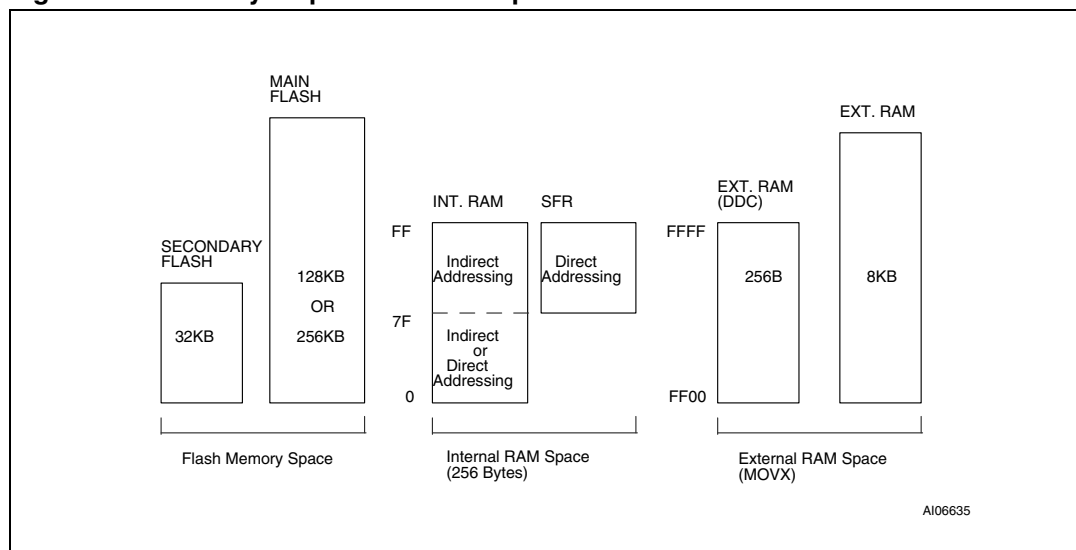 MAIN
FLASH
EXT. RAM
EXT. RAM
(DDC)
INT. RAM
SFR
FF
FFFF
SECONDARY
FLASH
Indirect
Addressing
Direct
Addressing
128KB
OR
256KB
256B
8KB
7F
32KB
Indirect
or
Direct
Addressing
0
FF00
Flash Memory Space
Internal RAM Space
(256 Bytes)
External RAM Space
(MOVX)
AI06635